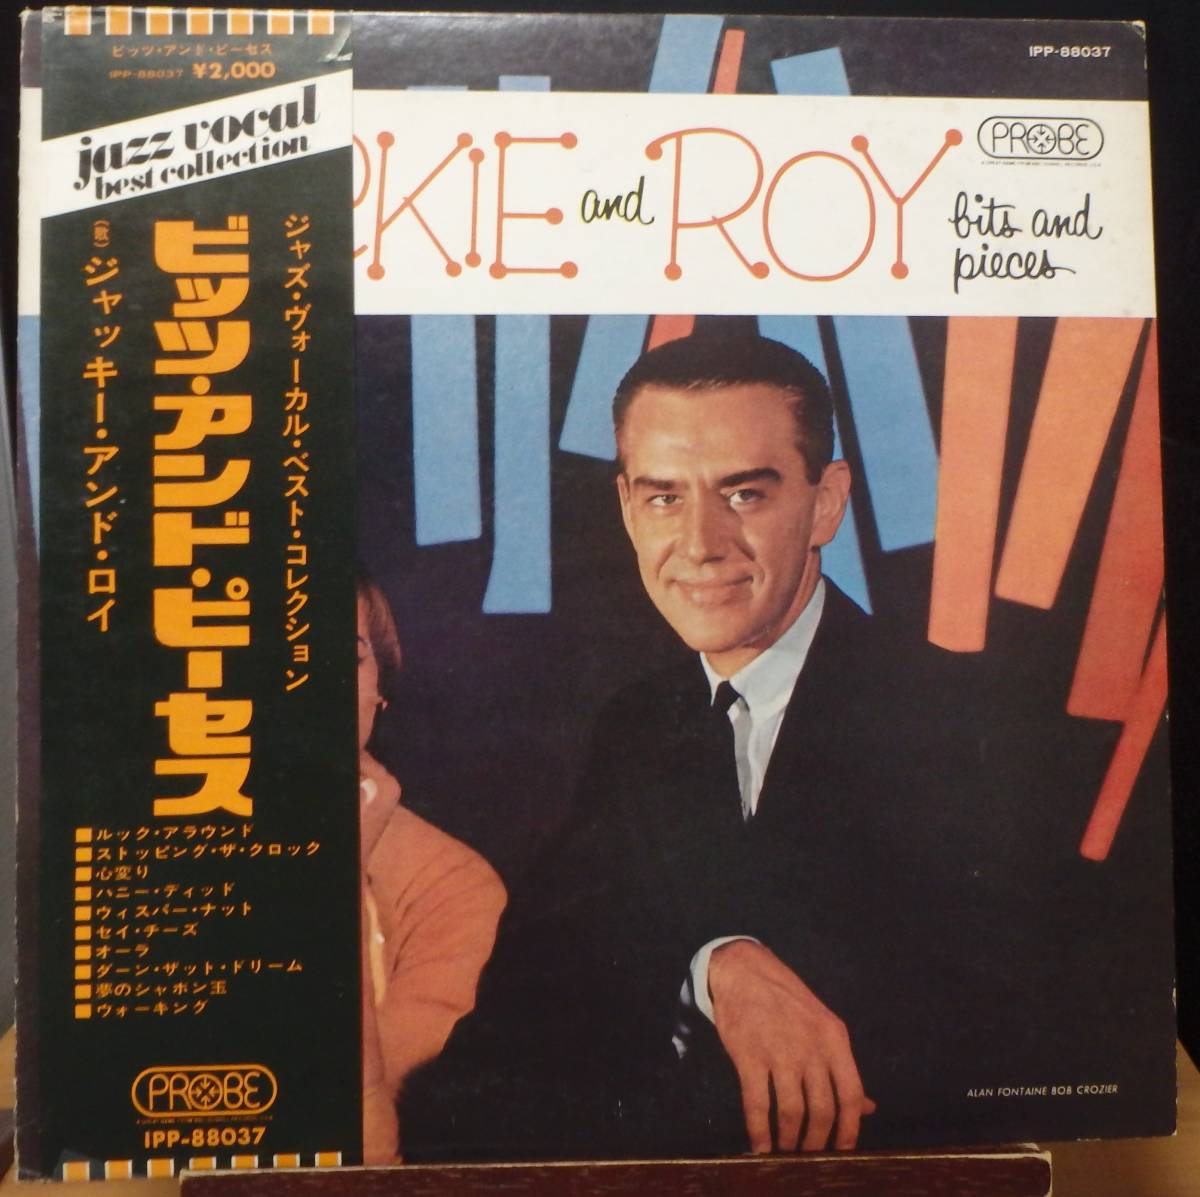 ビッツ・アンド・ピーセス
IPP-88037 ¥2,000
jazz vocal
best collection
ジャズ・ヴォーカル・ベスト・コレクション
ビッツ・アンド・ピーセス
(歌) ジャッキー・アンド・ロイ
■ルック・アラウンド
■ストッピング・ザ・クロック
■心変り
■ハニー・ディッド
■ウィスパー・ナット
■セイ・チーズ
■オーラ
■ダーン・ザット・ドリーム
■夢のシャボン玉
■ウォーキング
PROBE
IPP-88037
IPP-88037
KIE and ROY
bits and
pieces
PROBE
ALAN FONTAINE BOB CROZIER